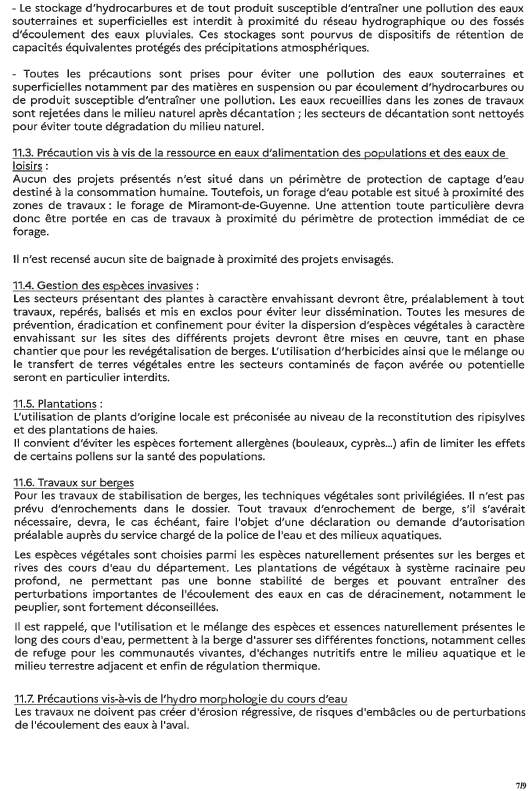 - Le stockage d'hydrocarbures et de tout produit susceptible d'entraîner une pollution des eaux
souterraines et superficielles est interdit à proximité du réseau hydrographique ou des fossés
d'écoulement des eaux pluviales. Ces stockages sont pourvus de dispositifs de rétention de
capacités équivalentes protégés des précipitations atmosphériques.
- Toutes les précautions sont prises pour éviter une pollution des eaux souterraines et
superficielles notamment par des matières en suspension ou par écoulement d'hydrocarbures ou
de produit susceptible d'entraîner une pollution. Les eaux recueillies dans les zones de travaux
sont rejetées dans le milieu naturel après décantation ; les secteurs de décantation sont nettoyés
pour éviter toute dégradation du milieu naturel.
11.3. Précaution vis à vis de la ressource en eaux d'alimentation des populations et des eaux de
loisirs :
Aucun des projets présentés n'est situé dans un périmètre de protection de captage d'eau
destiné à la consommation humaine. Toutefois, un forage d'eau potable est situé à proximité des
zones de travaux : le forage de Miramont-de-Guyenne. Une attention toute particulière devra
donc être portée en cas de travaux à proximité du périmètre de protection immédiat de ce
forage.
Il n'est recensé aucun site de baignade à proximité des projets envisagés.
11.4. Gestion des espèces invasives :
Les secteurs présentant des plantes à caractère envahissant devront être, préalablement à tout
travaux, repérés, balisés et mis en exclos pour éviter leur dissémination. Toutes les mesures de
prévention, éradication et confinement pour éviter la dispersion d'espèces végétales à caractère
envahissant sur les sites des différents projets devront être mises en œuvre, tant en phase
chantier que pour les revégétalisation de berges. L'utilisation d'herbicides ainsi que le mélange ou
le transfert de terres végétales entre les secteurs contaminés de façon avérée ou potentielle
seront en particulier interdits.
11.5. Plantations :
L'utilisation de plants d'origine locale est préconisée au niveau de la reconstitution des ripisylves
et des plantations de haies.
Il convient d'éviter les espèces fortement allergènes (bouleaux, cyprès...) afin de limiter les effets
de certains pollens sur la santé des populations.
11.6. Travaux sur berges
Pour les travaux de stabilisation de berges, les techniques végétales sont privilégiées. Il n'est pas
prévu d'enrochements dans le dossier. Tout travaux d'enrochement de berge, s'il s'avérait
nécessaire, devra, le cas échéant, faire l'objet d'une déclaration ou demande d'autorisation
préalable auprès du service chargé de la police de l'eau et des milieux aquatiques.
Les espèces végétales sont choisies parmi les espèces naturellement présentes sur les berges et
rives des cours d'eau du département. Les plantations de végétaux à système racinaire peu
profond, ne permettant pas une bonne stabilité de berges et pouvant entraîner des
perturbations importantes de l'écoulement des eaux en cas de déracinement, notamment le
peuplier, sont fortement déconseillées.
Il est rappelé, que l'utilisation et le mélange des espèces et essences naturellement présentes le
long des cours d'eau, permettent à la berge d'assurer ses différentes fonctions, notamment celles
de refuge pour les communautés vivantes, d'échanges nutritifs entre le milieu aquatique et le
milieu terrestre adjacent et enfin de régulation thermique.
11.7. Précautions vis-à-vis de l'hydro morphologie du cours d'eau
Les travaux ne doivent pas créer d'érosion régressive, de risques d'embâcles ou de perturbations
de l'écoulement des eaux à l'aval.
7/9